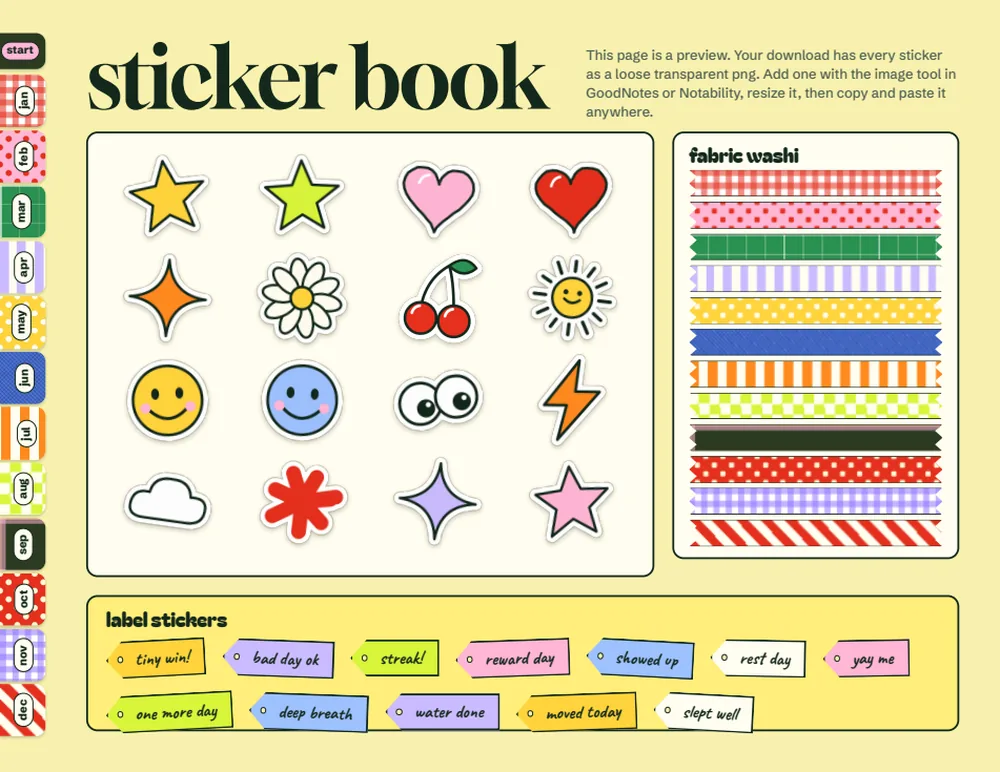 start
jan
feb
mar
apr
may
jun
jul
aug
sep
oct
nov
dec
sticker book
This page is a preview. Your download has every sticker
as a loose transparent png. Add one with the image tool in
GoodNotes or Notability, resize it, then copy and paste it
anywhere.
fabric washi
label stickers
tiny win!
bad day ok
streak!
reward day
showed up
rest day
yay me
one more day
deep breath
water done
moved today
slept well